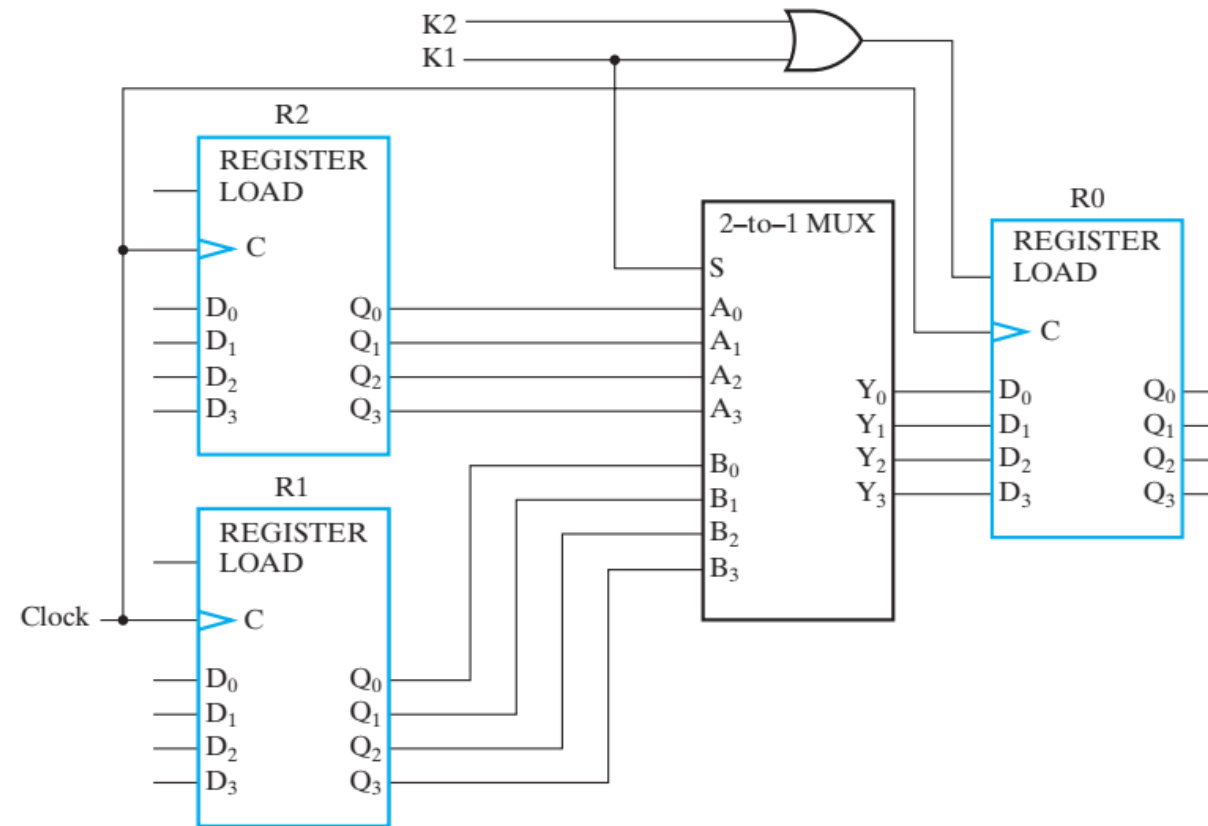 K2
K1
R2
REGISTER
LOAD
C
D₀ Q₀
D₁ Q₁
D₂ Q₂
D₃ Q₃
R1
REGISTER
LOAD
Clock
C
D₀ Q₀
D₁ Q₁
D₂ Q₂
D₃ Q₃
2–to–1 MUX
S
A₀
A₁
A₂
A₃
B₀
B₁
B₂
B₃
Y₀
Y₁
Y₂
Y₃
R0
REGISTER
LOAD
C
D₀ Q₀
D₁ Q₁
D₂ Q₂
D₃ Q₃